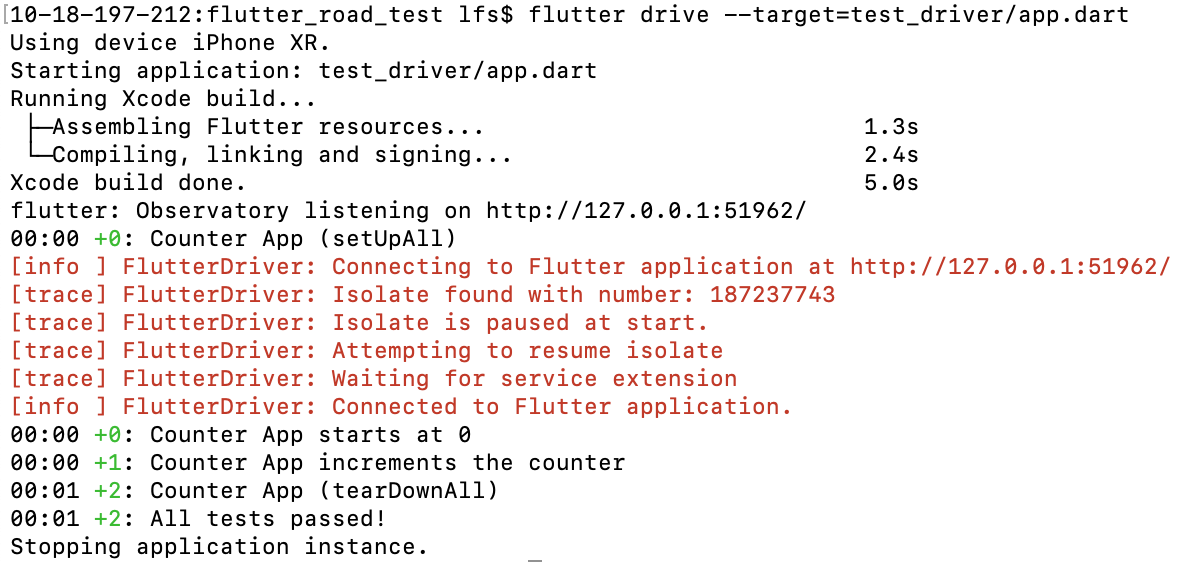 [10-18-197-212:flutter_road_test lfs$ flutter drive --target=test_driver/app.dart
Using device iPhone XR.
Starting application: test_driver/app.dart
Running Xcode build...
├─Assembling Flutter resources... 1.3s
└─Compiling, linking and signing... 2.4s
Xcode build done. 5.0s
flutter: Observatory listening on http://127.0.0.1:51962/
00:00 +0: Counter App (setUpAll)
[info ] FlutterDriver: Connecting to Flutter application at http://127.0.0.1:51962/
[trace] FlutterDriver: Isolate found with number: 187237743
[trace] FlutterDriver: Isolate is paused at start.
[trace] FlutterDriver: Attempting to resume isolate
[trace] FlutterDriver: Waiting for service extension
[info ] FlutterDriver: Connected to Flutter application.
00:00 +0: Counter App starts at 0
00:00 +1: Counter App increments the counter
00:01 +2: Counter App (tearDownAll)
00:01 +2: All tests passed!
Stopping application instance.